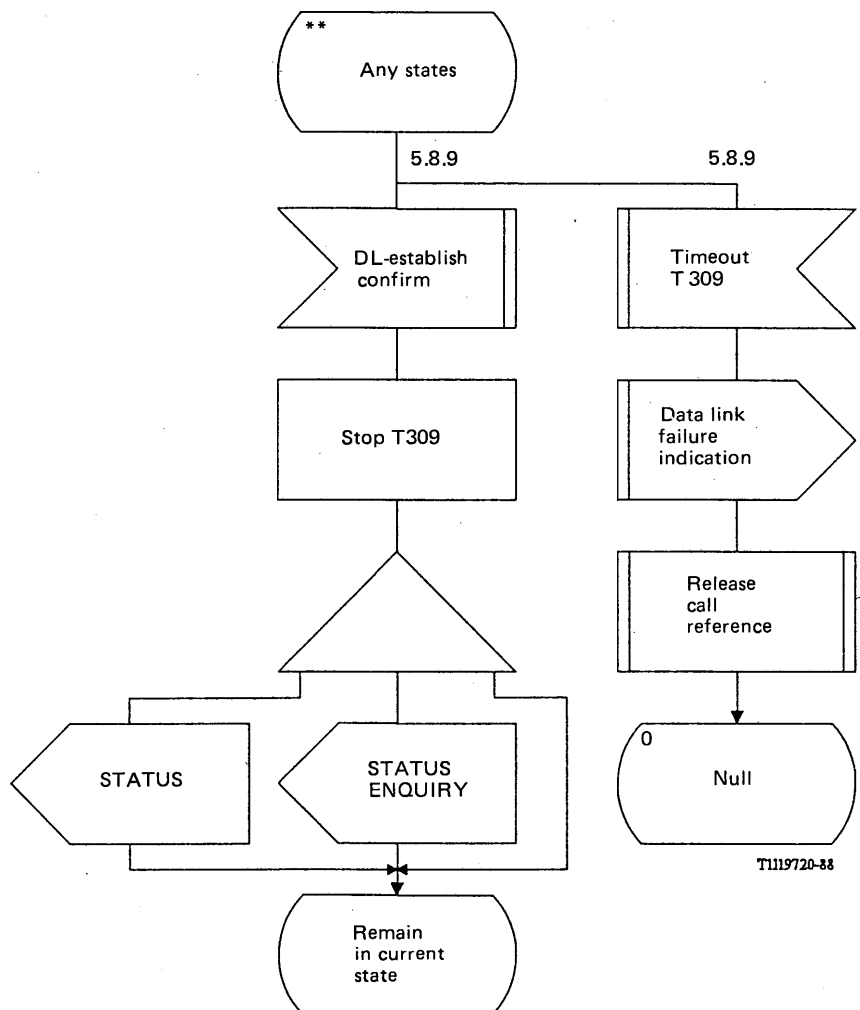 **
Any states
5.8.9
5.8.9
DL-establish
confirm
Timeout
T 309
Stop T309
Data link
failure
indication
Release
call
reference
STATUS
STATUS
ENQUIRY
0
Null
T1119720-88
Remain
in current
state